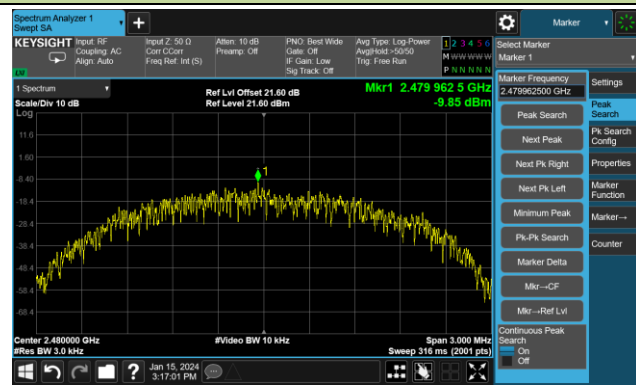 Spectrum Analyzer 1
Swept SA
Marker
KEYSIGHT
Input: RF
Coupling: AC
Align: Auto
Input Z: 50 Ω
Corr CCorr
Freq Ref: Int (S)
Atten: 10 dB
Preamp: Off
PNO: Best Wide
Gate: Off
IF Gain: Low
Sig Track: Off
Avg Type: Log-Power
Avg|Hold:>50/50
Trig: Free Run
1 2 3 4 5 6
M W W W W W
P N N N N N
Select Marker
Marker 1
LW
1 Spectrum
Scale/Div 10 dB
Log
Ref Lvl Offset 21.60 dB
Ref Level 21.60 dBm
Mkr1 2.479 962 5 GHz
-9.85 dBm
11.6
1.60
-8.40
-18.4
-28.4
-38.4
-48.4
-58.4
-68.4
1
Center 2.480000 GHz
#Res BW 3.0 kHz
#Video BW 10 kHz
Span 3.000 MHz
Sweep 316 ms (2001 pts)
Marker Frequency
2.479962500 GHz
Peak Search
Next Peak
Next Pk Right
Next Pk Left
Minimum Peak
Pk-Pk Search
Marker Delta
Mkr→CF
Mkr→Ref Lvl
Continuous Peak
Search
On
Off
Settings
Peak
Search
Pk Search
Config
Properties
Marker
Function
Marker→
Counter
?
Jan 15, 2024
3:17:01 PM